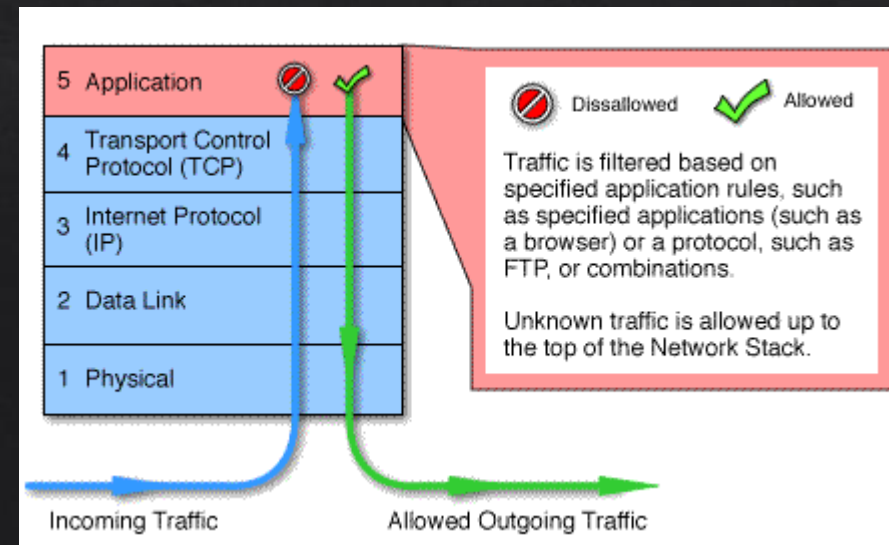 5 Application
4 Transport Control
Protocol (TCP)
3 Internet Protocol
(IP)
2 Data Link
1 Physical
Incoming Traffic
Allowed Outgoing Traffic
Dissallowed
Allowed
Traffic is filtered based on
specified application rules, such
as specified applications (such as
a browser) or a protocol, such as
FTP, or combinations.
Unknown traffic is allowed up to
the top of the Network Stack.